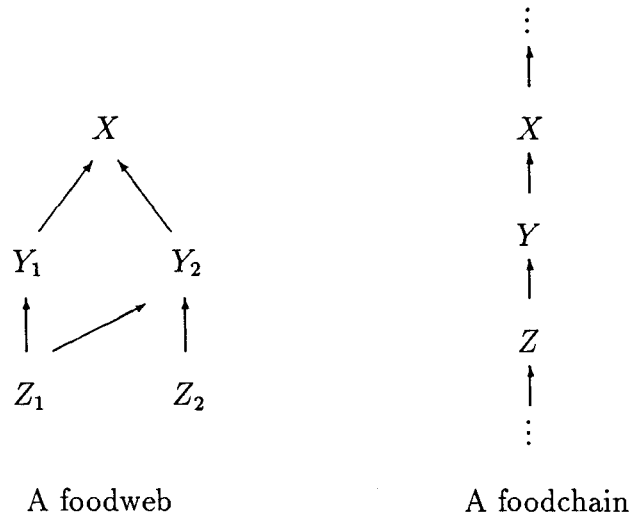 X
Y₁ Y₂
Z₁ Z₂
A foodweb
⋮
X
Y
Z
⋮
A foodchain